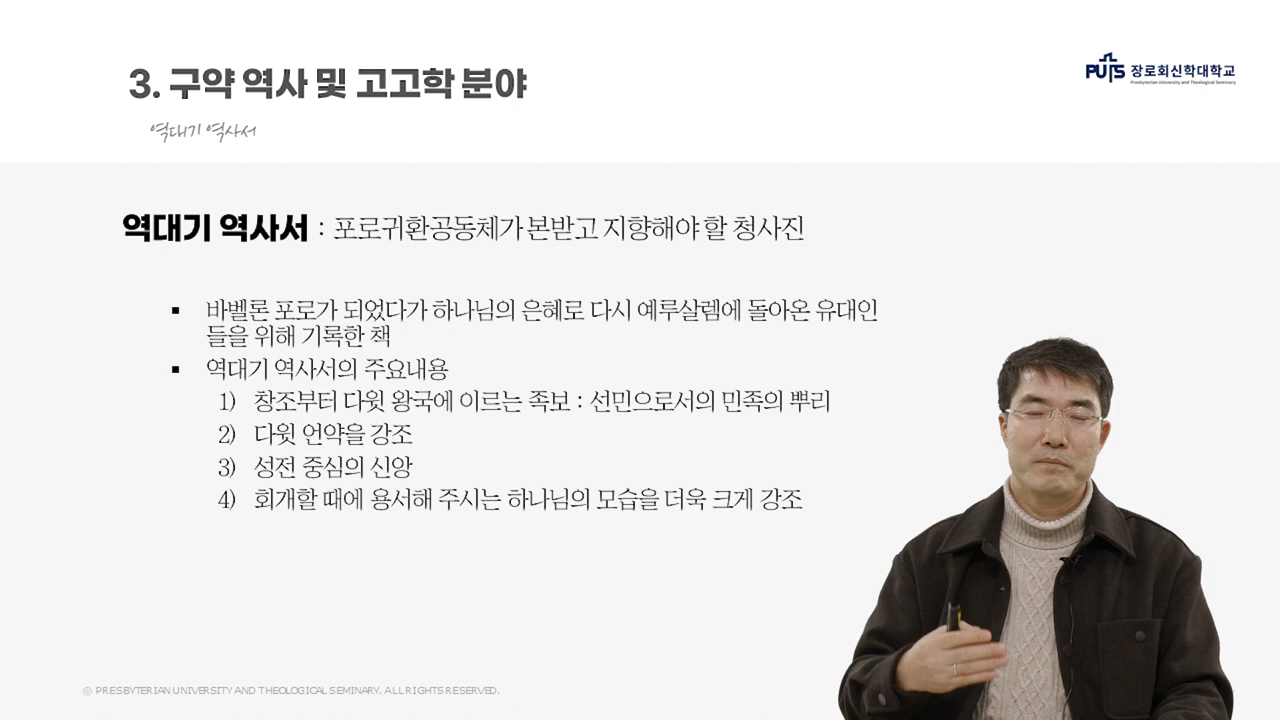 3. 구약 역사 및 고고학 분야
역대기 역사서
PUTS 장로회신학대학교
Presbyterian University and Theological Seminary
역대기 역사서 : 포로귀환공동체가 본받고 지향해야 할 청사진
▪ 바벨론 포로가 되었다가 하나님의 은혜로 다시 예루살렘에 돌아온 유대인
들을 위해 기록한 책
▪ 역대기 역사서의 주요내용
1) 창조부터 다윗 왕국에 이르는 족보 : 선민으로서의 민족의 뿌리
2) 다윗 언약을 강조
3) 성전 중심의 신앙
4) 회개할 때에 용서해 주시는 하나님의 모습을 더욱 크게 강조
© PRESBYTERIAN UNIVERSITY AND THEOLOGICAL SEMINARY. ALL RIGHTS RESERVED.